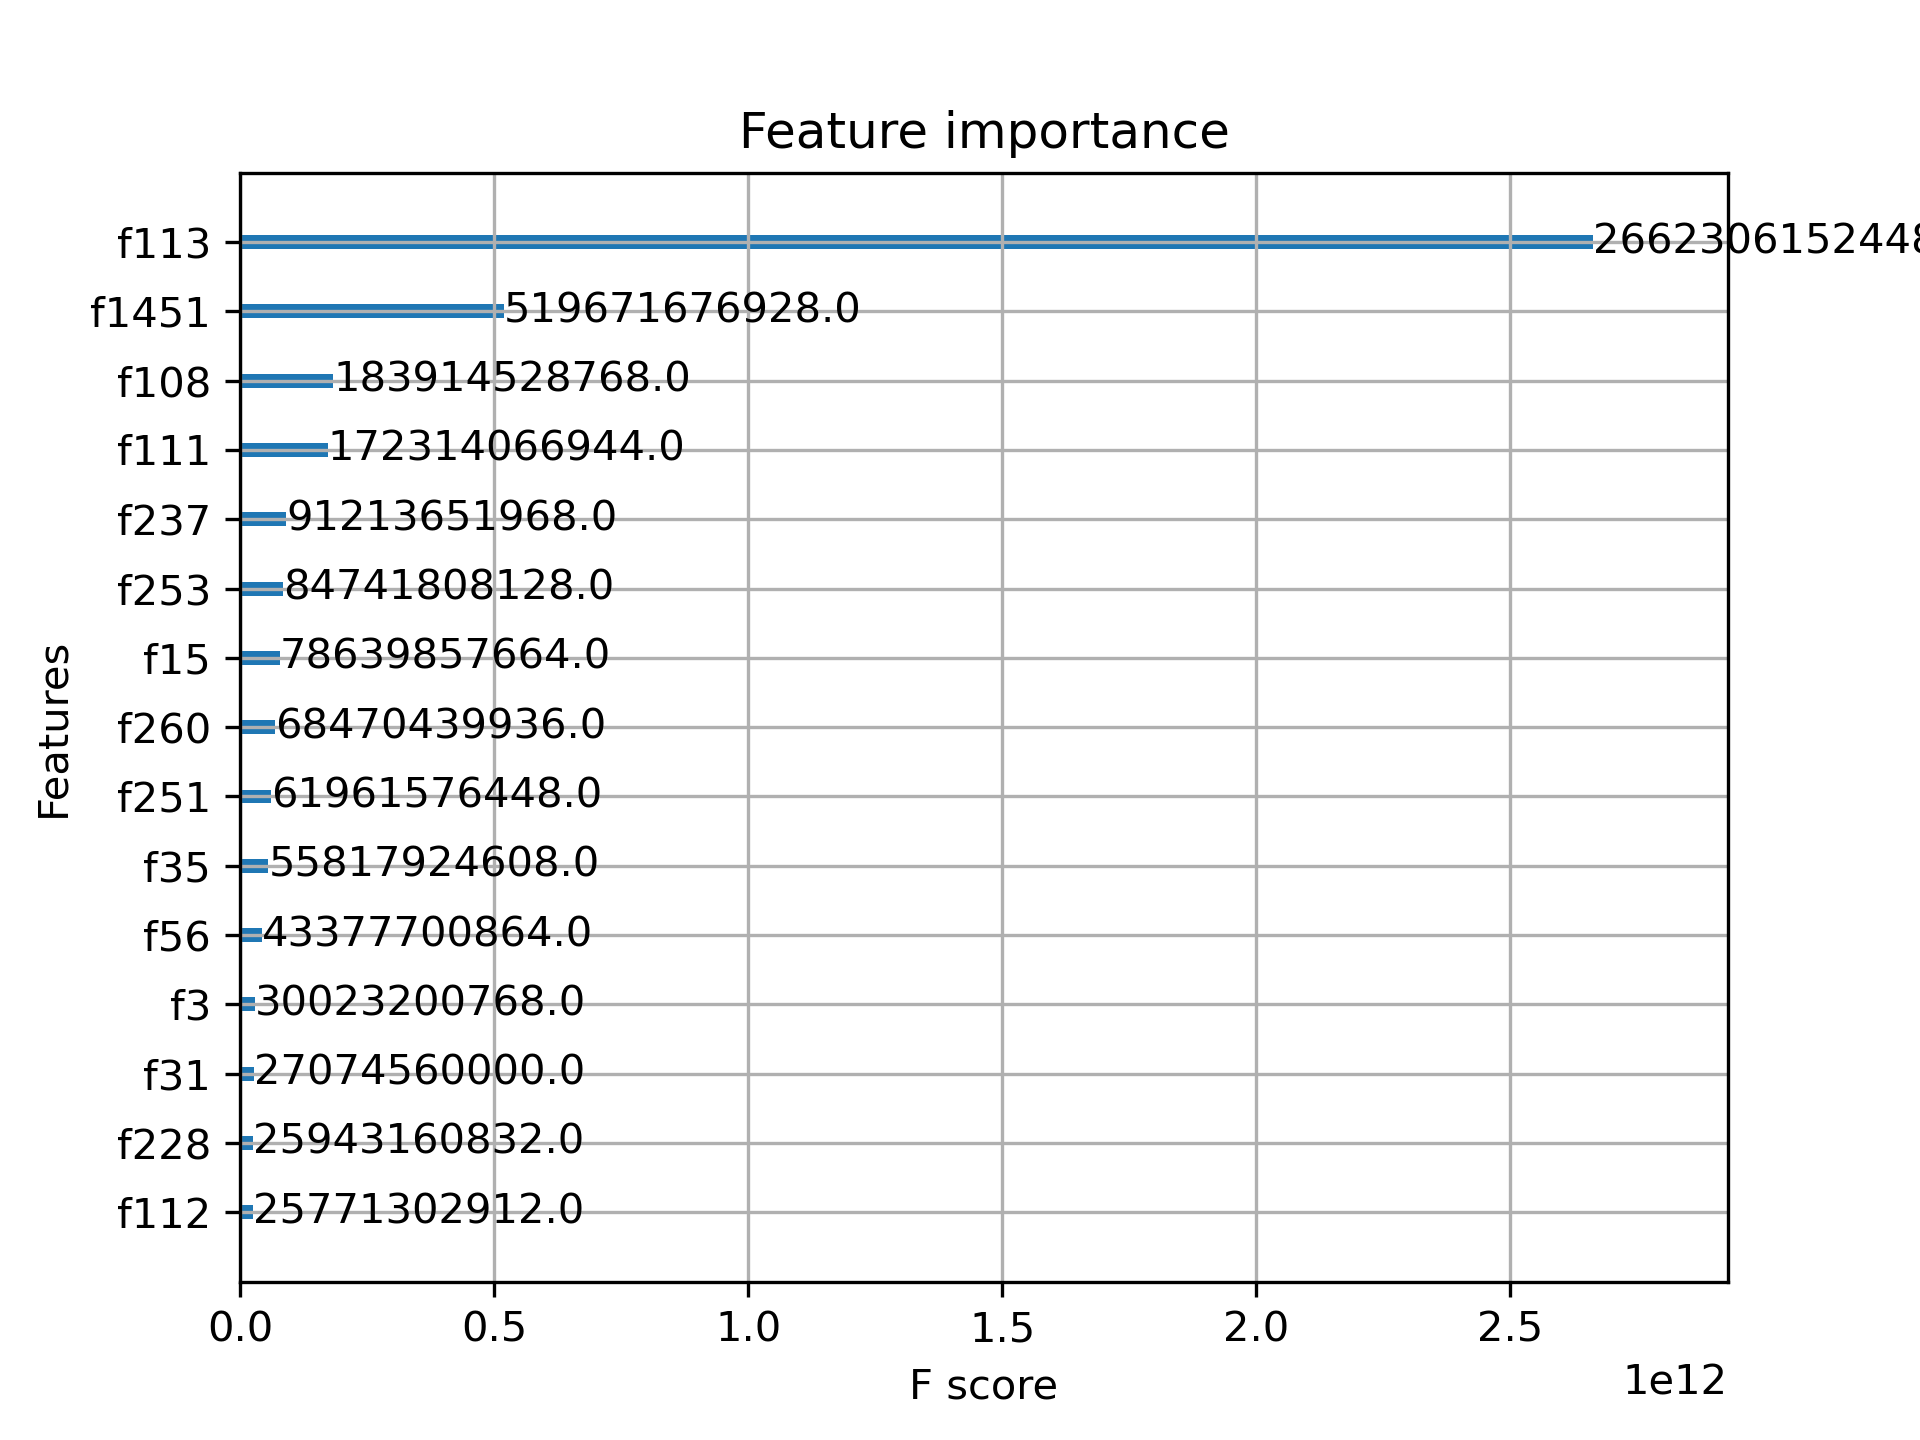 Feature importance
f113 2662306152448
f1451 519671676928.0
f108 183914528768.0
f111 172314066944.0
f237 91213651968.0
f253 84741808128.0
f15 78639857664.0
f260 68470439936.0
f251 61961576448.0
f35 55817924608.0
f56 43377700864.0
f3 30023200768.0
f31 27074560000.0
f228 25943160832.0
f112 25771302912.0
Features
0.0 0.5 1.0 1.5 2.0 2.5
1e12
F score